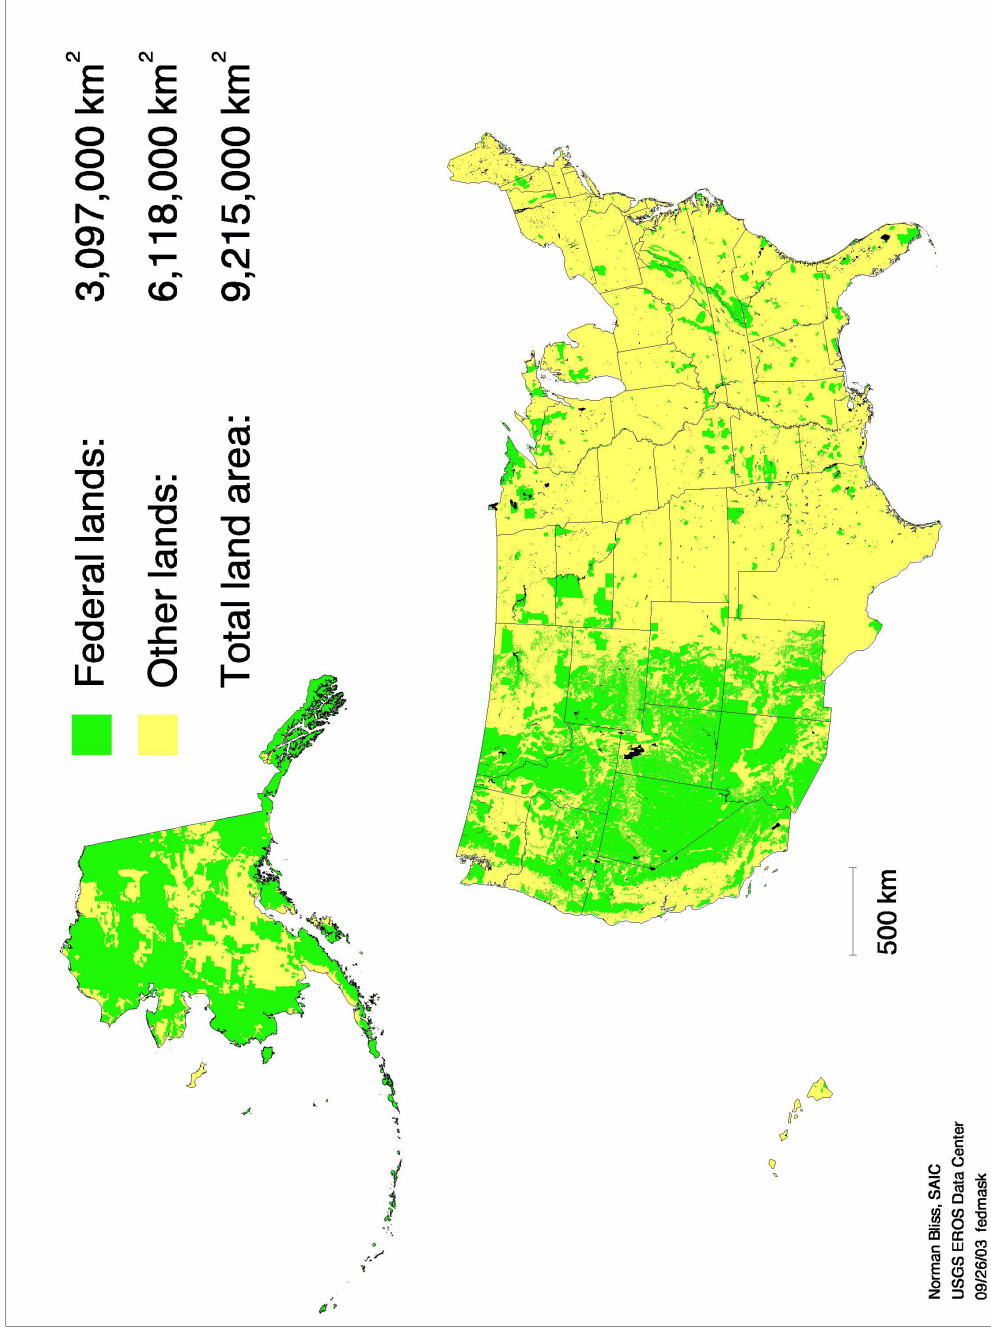 Federal lands: 3,097,000 km²
Other lands: 6,118,000 km²
Total land area: 9,215,000 km²
500 km
Norman Bliss, SAIC
USGS EROS Data Center
09/26/03 fedmask